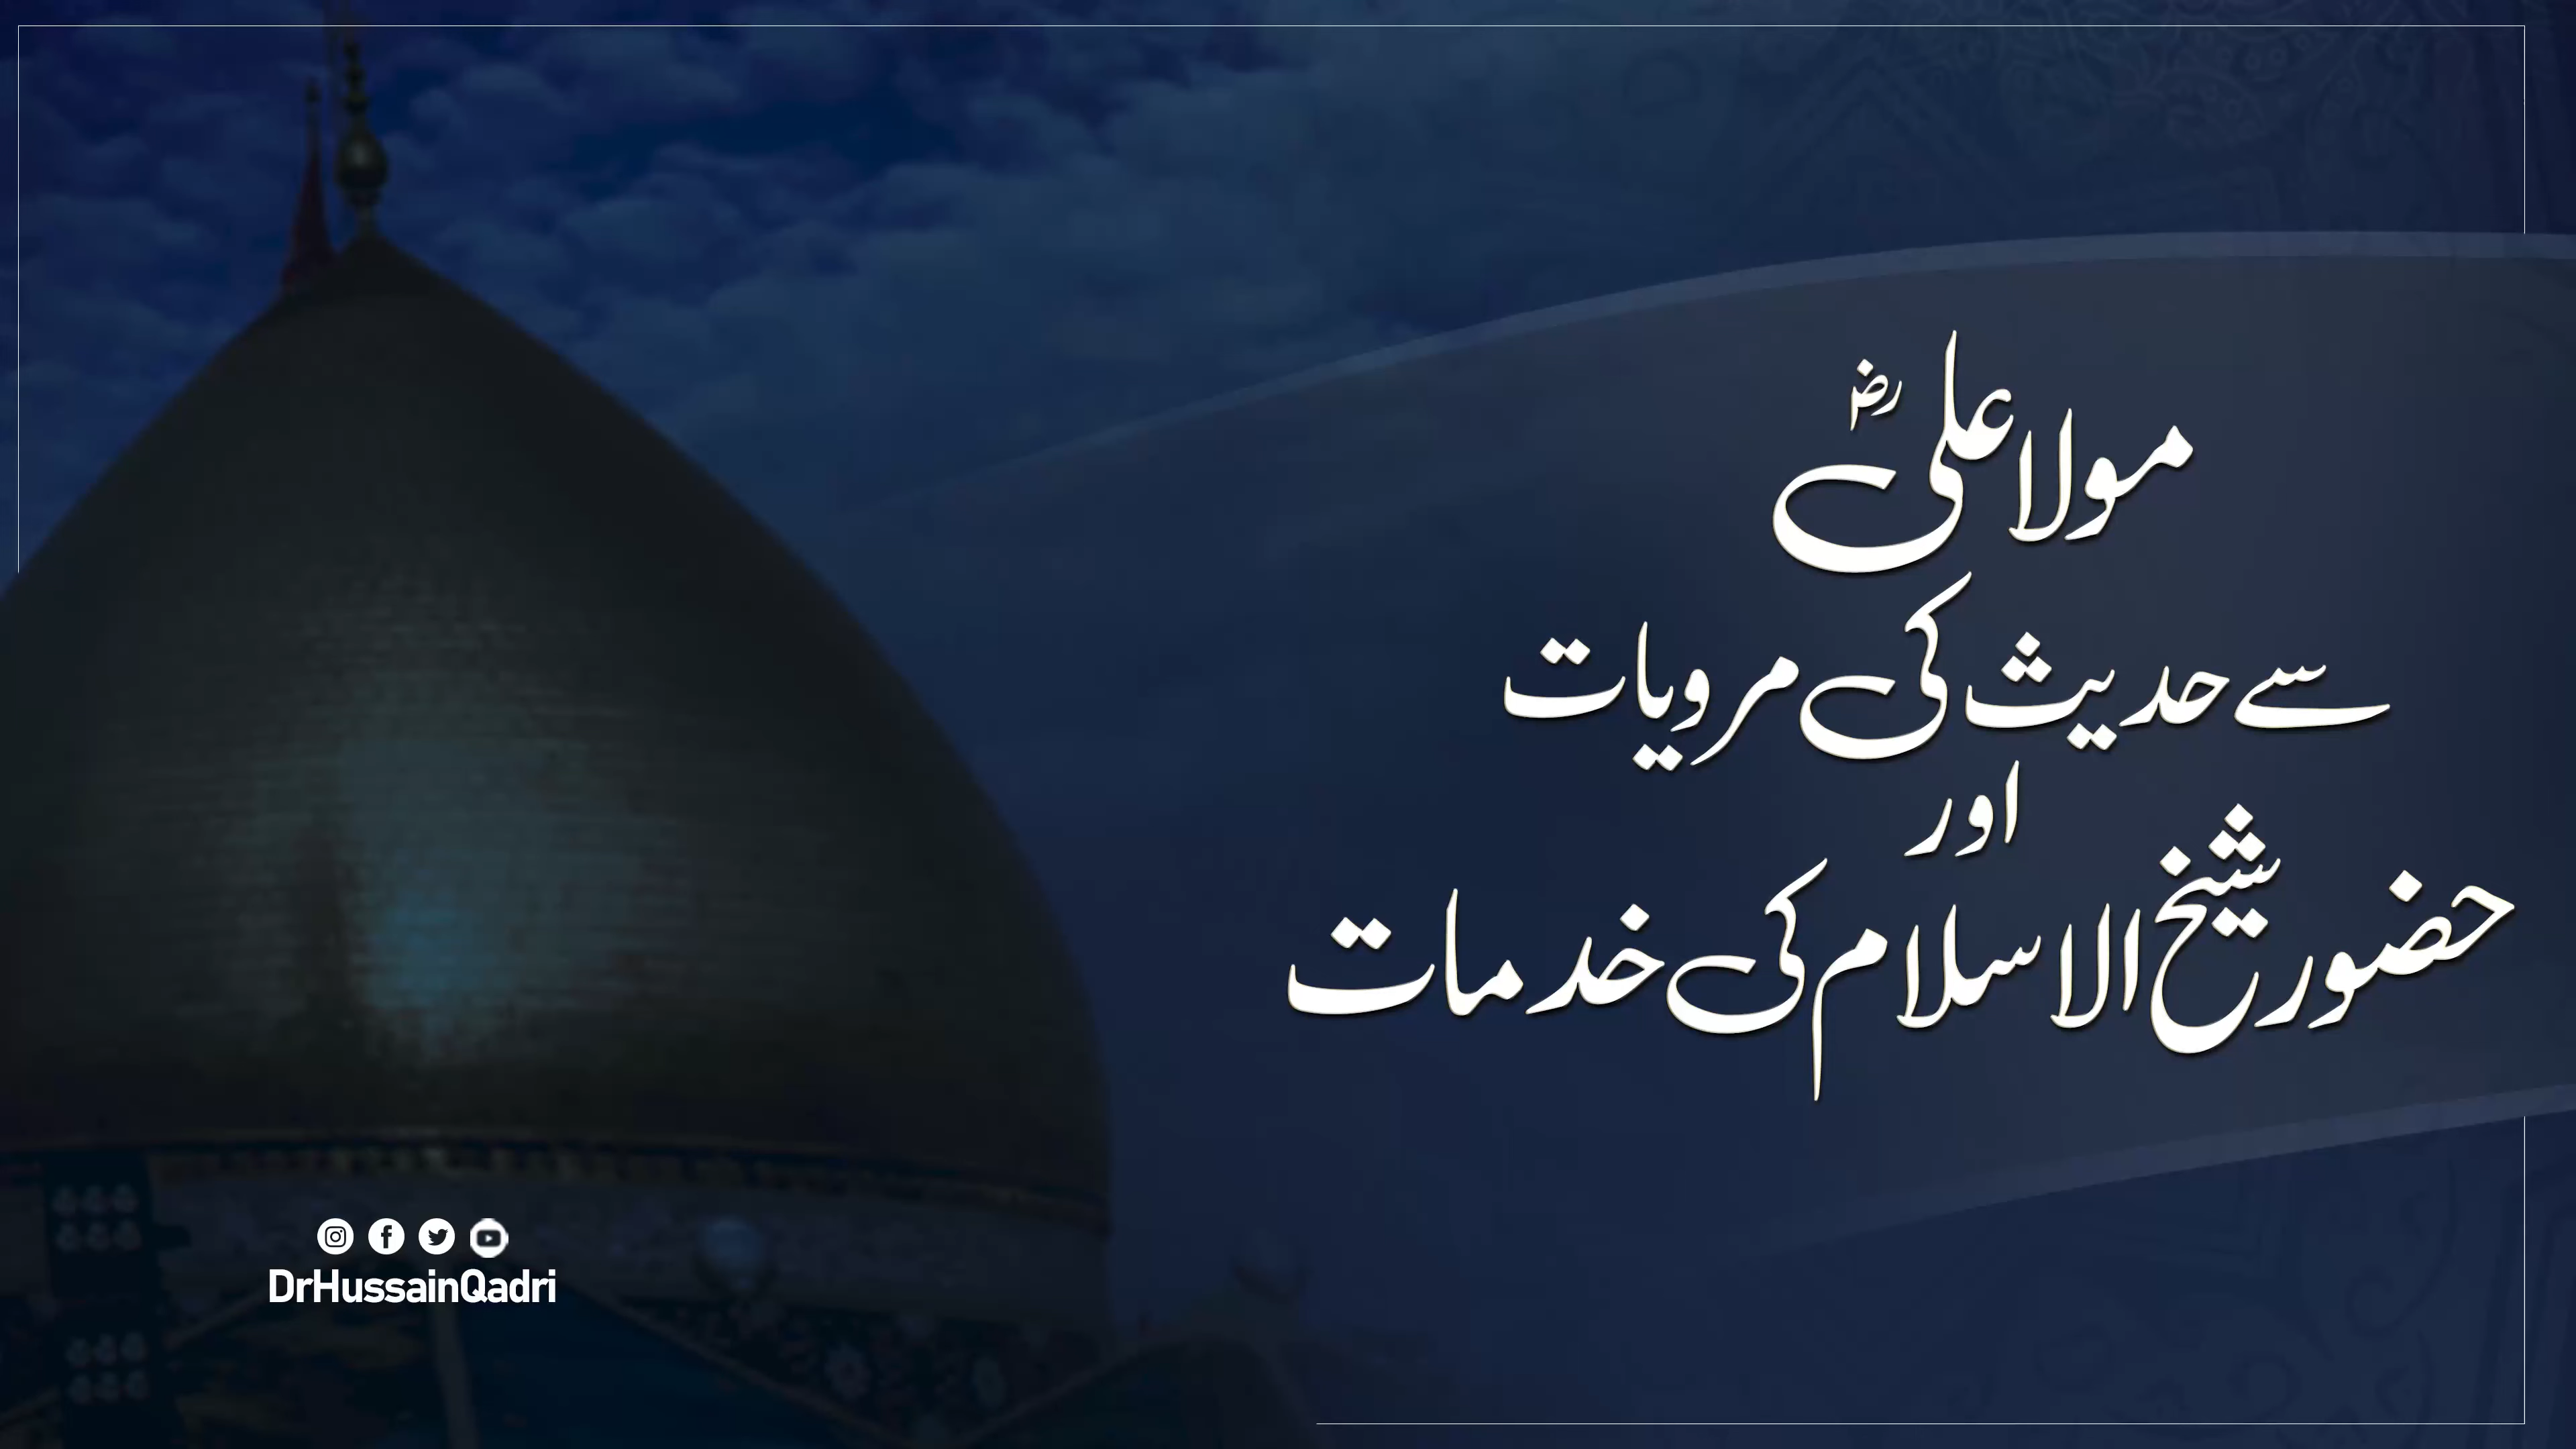 مولا علیؓ
سے حدیث کی مرویات
اور
حضور شیخ الاسلام کی خدمات
DrHussainQadri